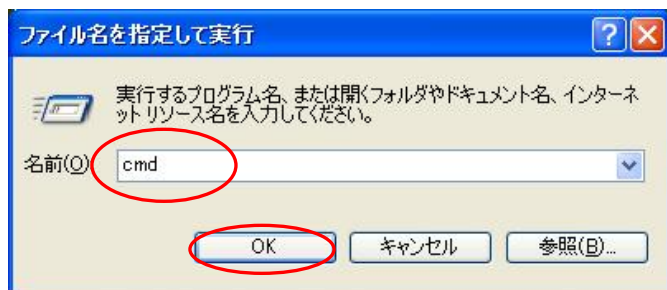 ファイル名を指定して実行
実行するプログラム名、または開くフォルダやドキュメント名、インターネ
ット リソース名を入力してください。
名前(O)
cmd
OK
キャンセル
参照(B)...